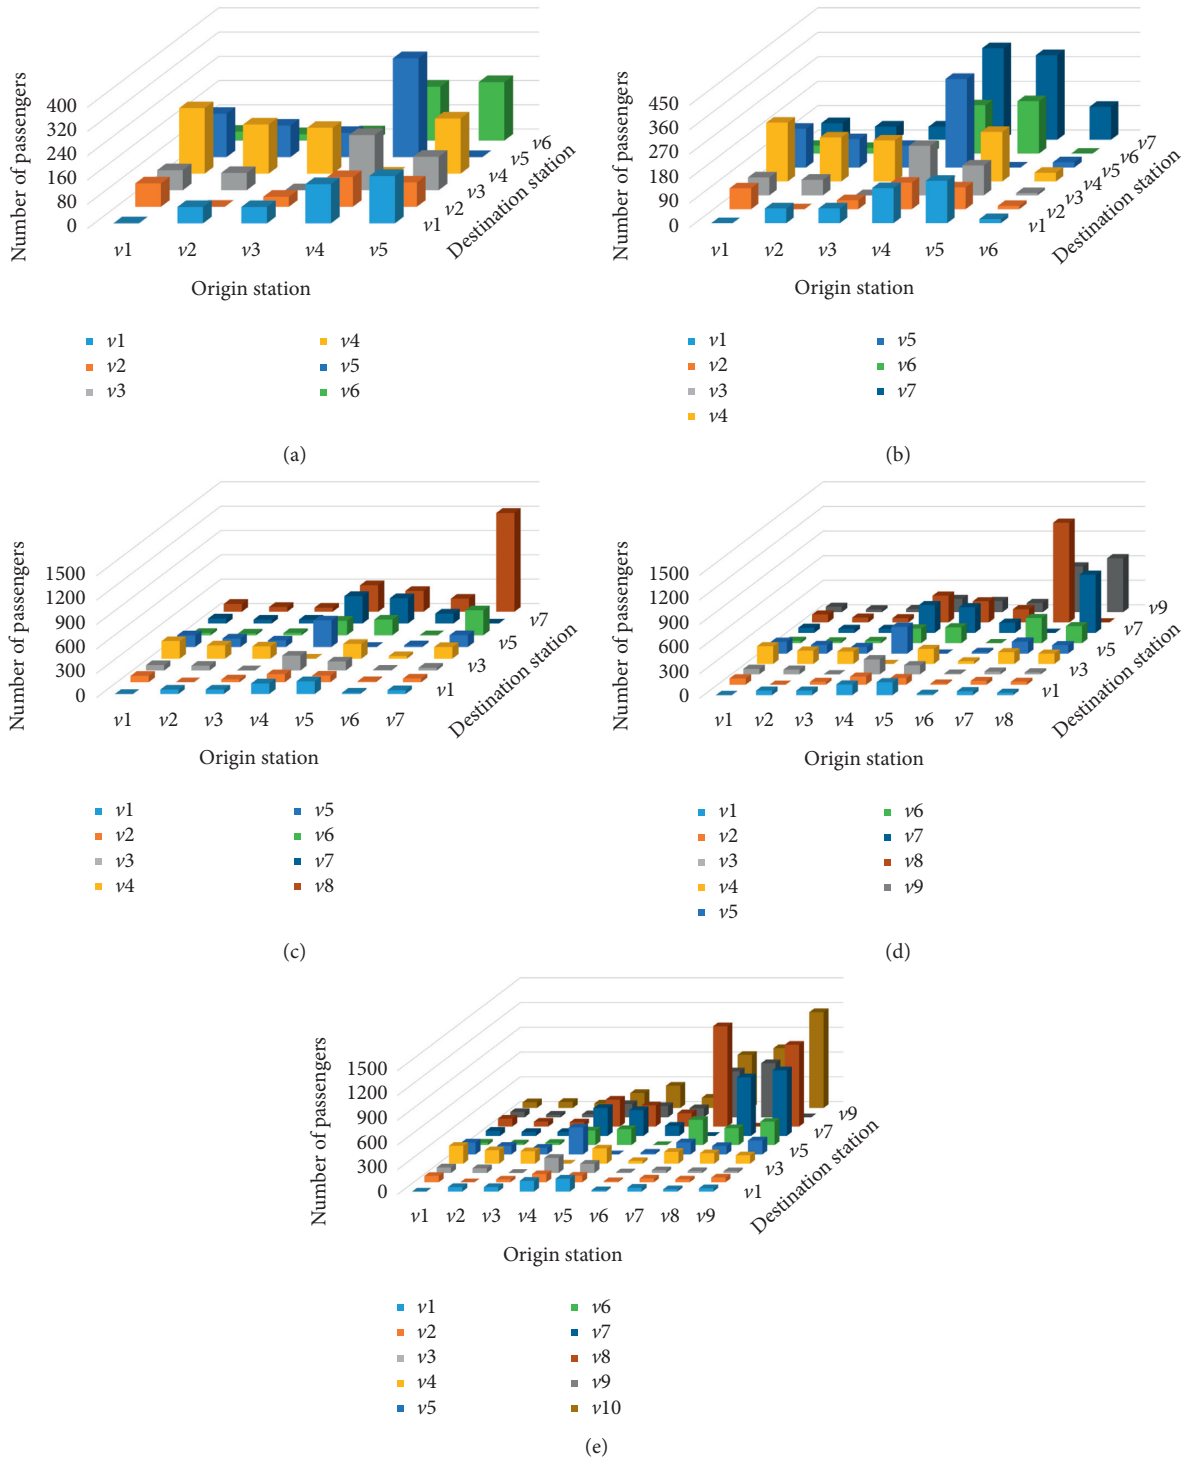 Number of passengers
400
320
240
160
80
0
v1 v2 v3 v4 v5
Origin station
v1
v2
v3
v4
v5
v6
Destination station
v1
v2
v3
v4
v5
v6
(a)
Number of passengers
450
360
270
180
90
0
v1 v2 v3 v4 v5 v6
Origin station
v1
v2
v3
v4
v5
v6
v7
Destination station
v1
v2
v3
v4
v5
v6
v7
(b)
Number of passengers
1500
1200
900
600
300
0
v1 v2 v3 v4 v5 v6 v7
Origin station
v1
v3
v5
v7
Destination station
v1
v2
v3
v4
v5
v6
v7
v8
(c)
Number of passengers
1500
1200
900
600
300
0
v1 v2 v3 v4 v5 v6 v7 v8
Origin station
v1
v3
v5
v7
v9
Destination station
v1
v2
v3
v4
v5
v6
v7
v8
v9
(d)
Number of passengers
1500
1200
900
600
300
0
v1 v2 v3 v4 v5 v6 v7 v8 v9
Origin station
v1
v3
v5
v7
v9
Destination station
v1
v2
v3
v4
v5
v6
v7
v8
v9
v10
(e)